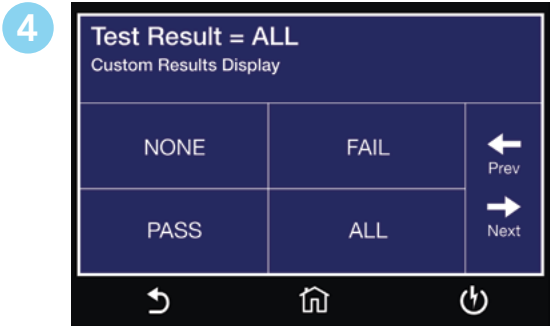 4
Test Result = ALL
Custom Results Display
NONE
FAIL
Prev
PASS
ALL
Next